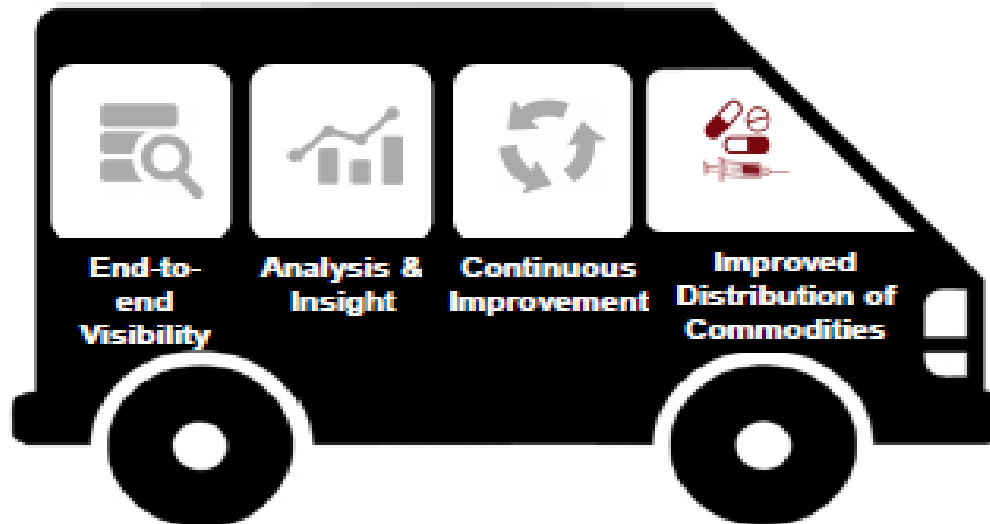 End-to-
end
Visibility
Analysis &
Insight
Continuous
Improvement
Improved
Distribution of
Commodities